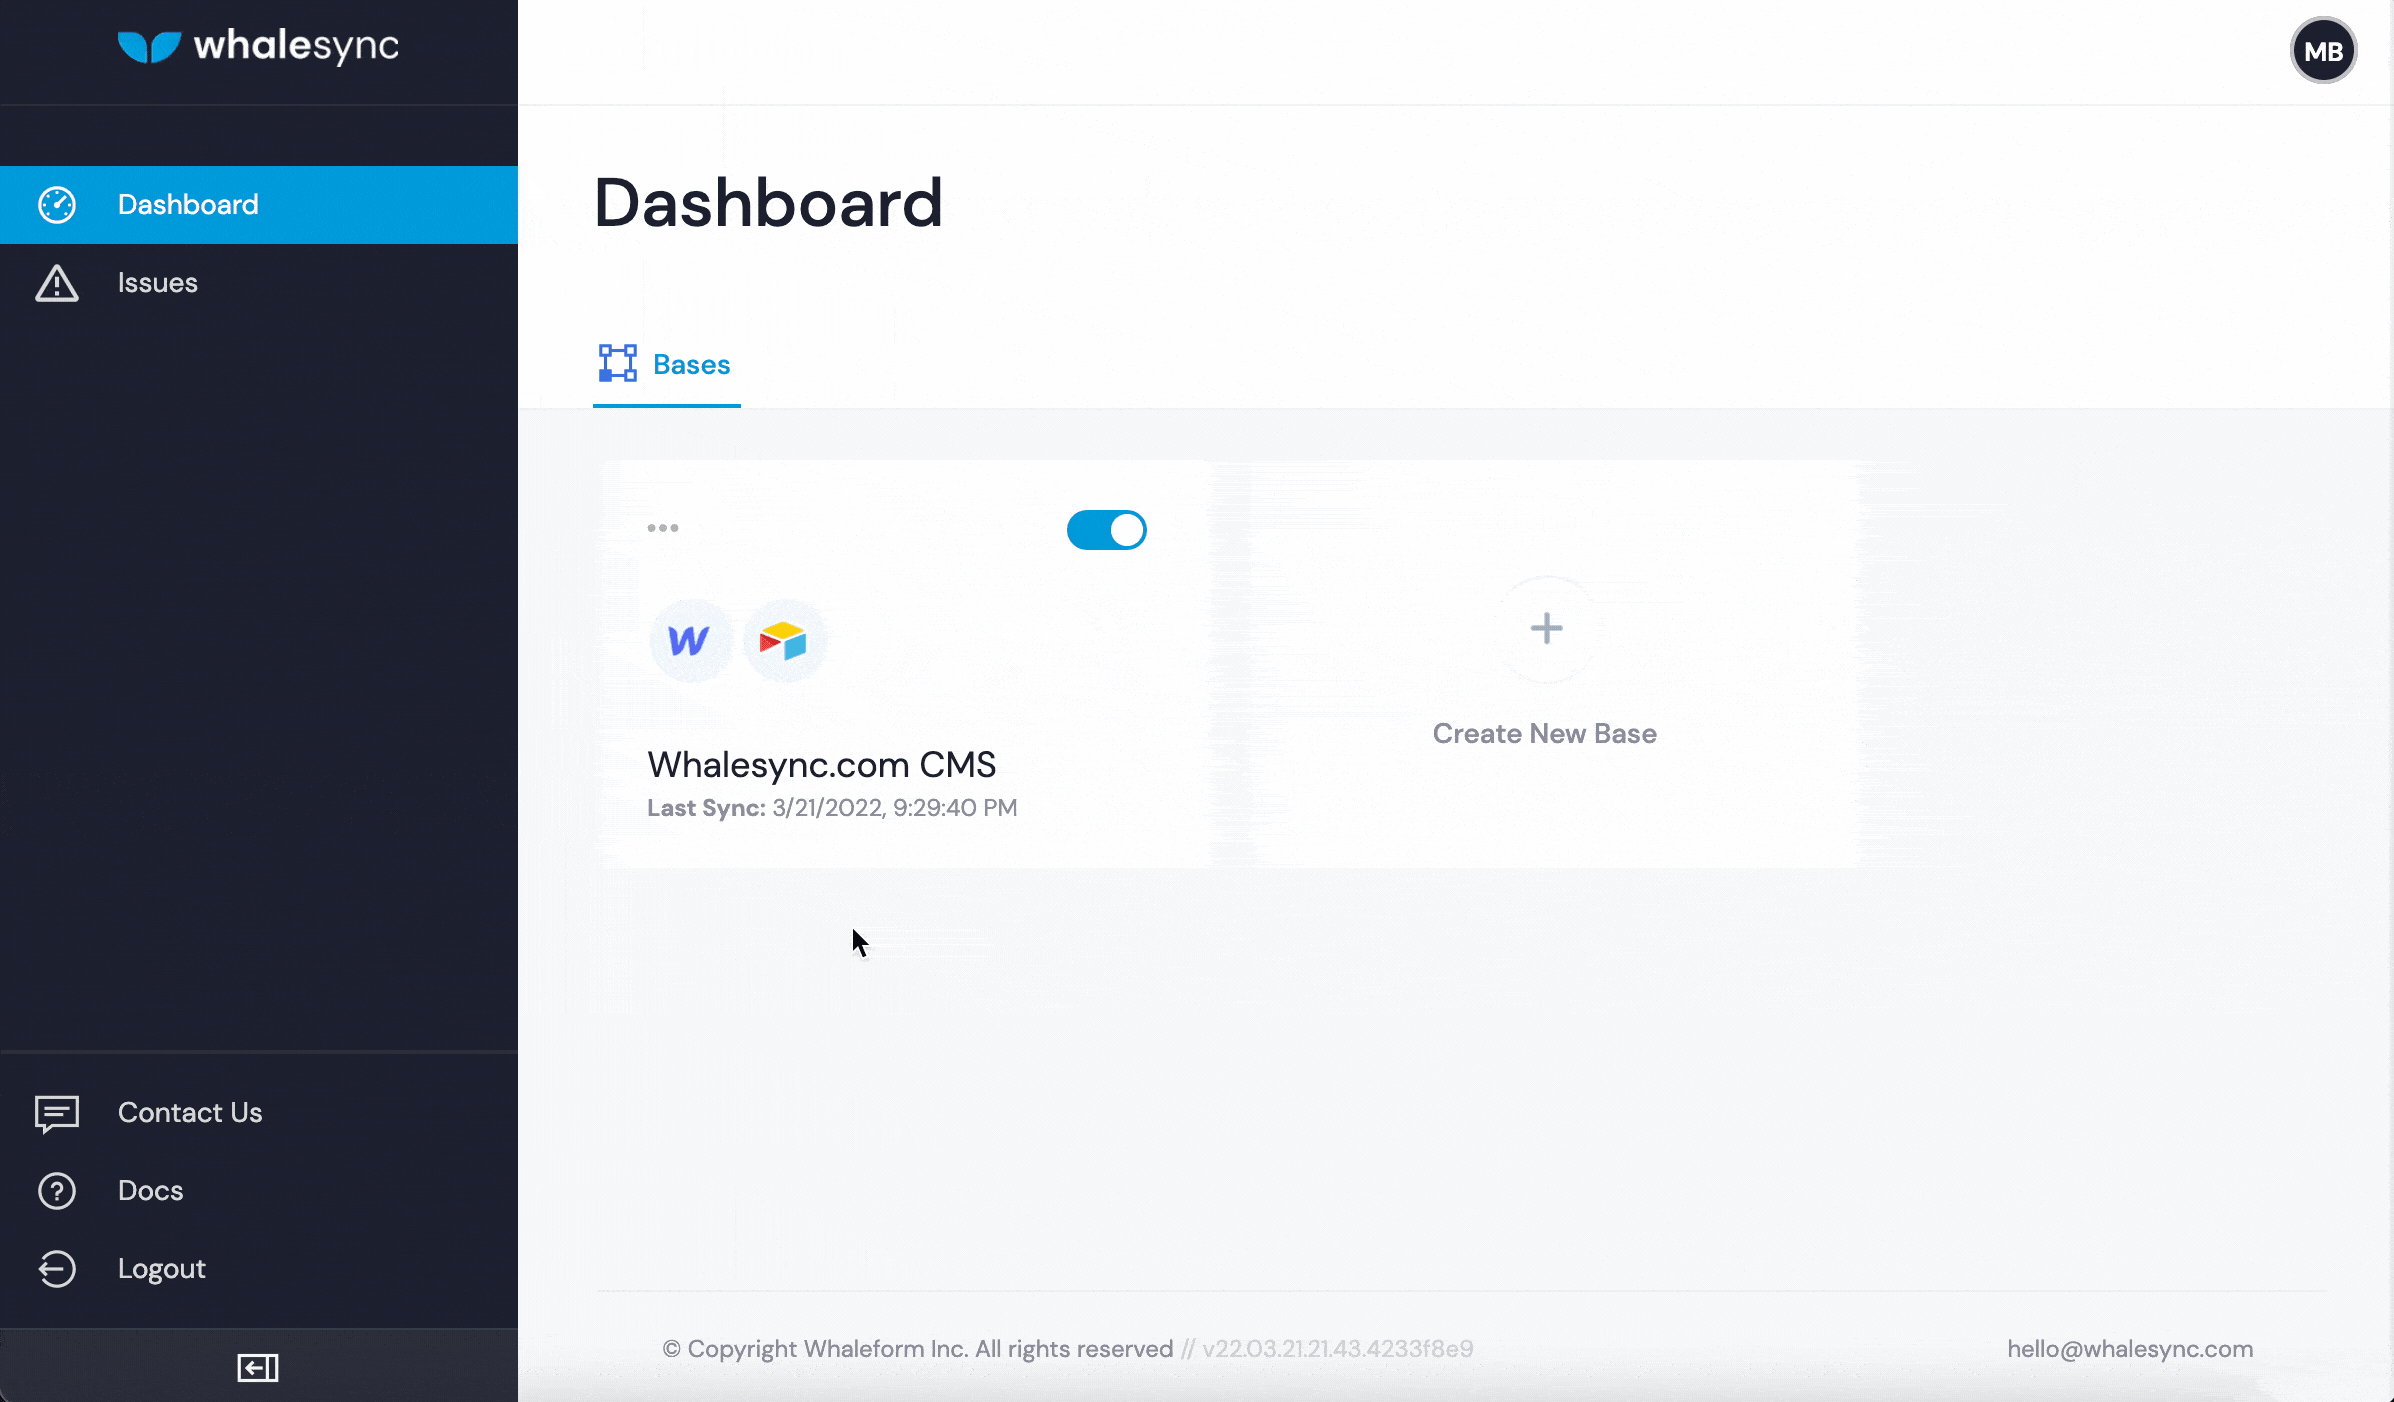 whalesync
MB
Dashboard
Issues
Dashboard
Bases
W
Whalesync.com CMS
Last Sync: 3/21/2022, 9:29:40 PM
Create New Base
Contact Us
Docs
Logout
© Copyright Whaleform Inc. All rights reserved // v22.03.21.21.43.4233f8e9
hello@whalesync.com